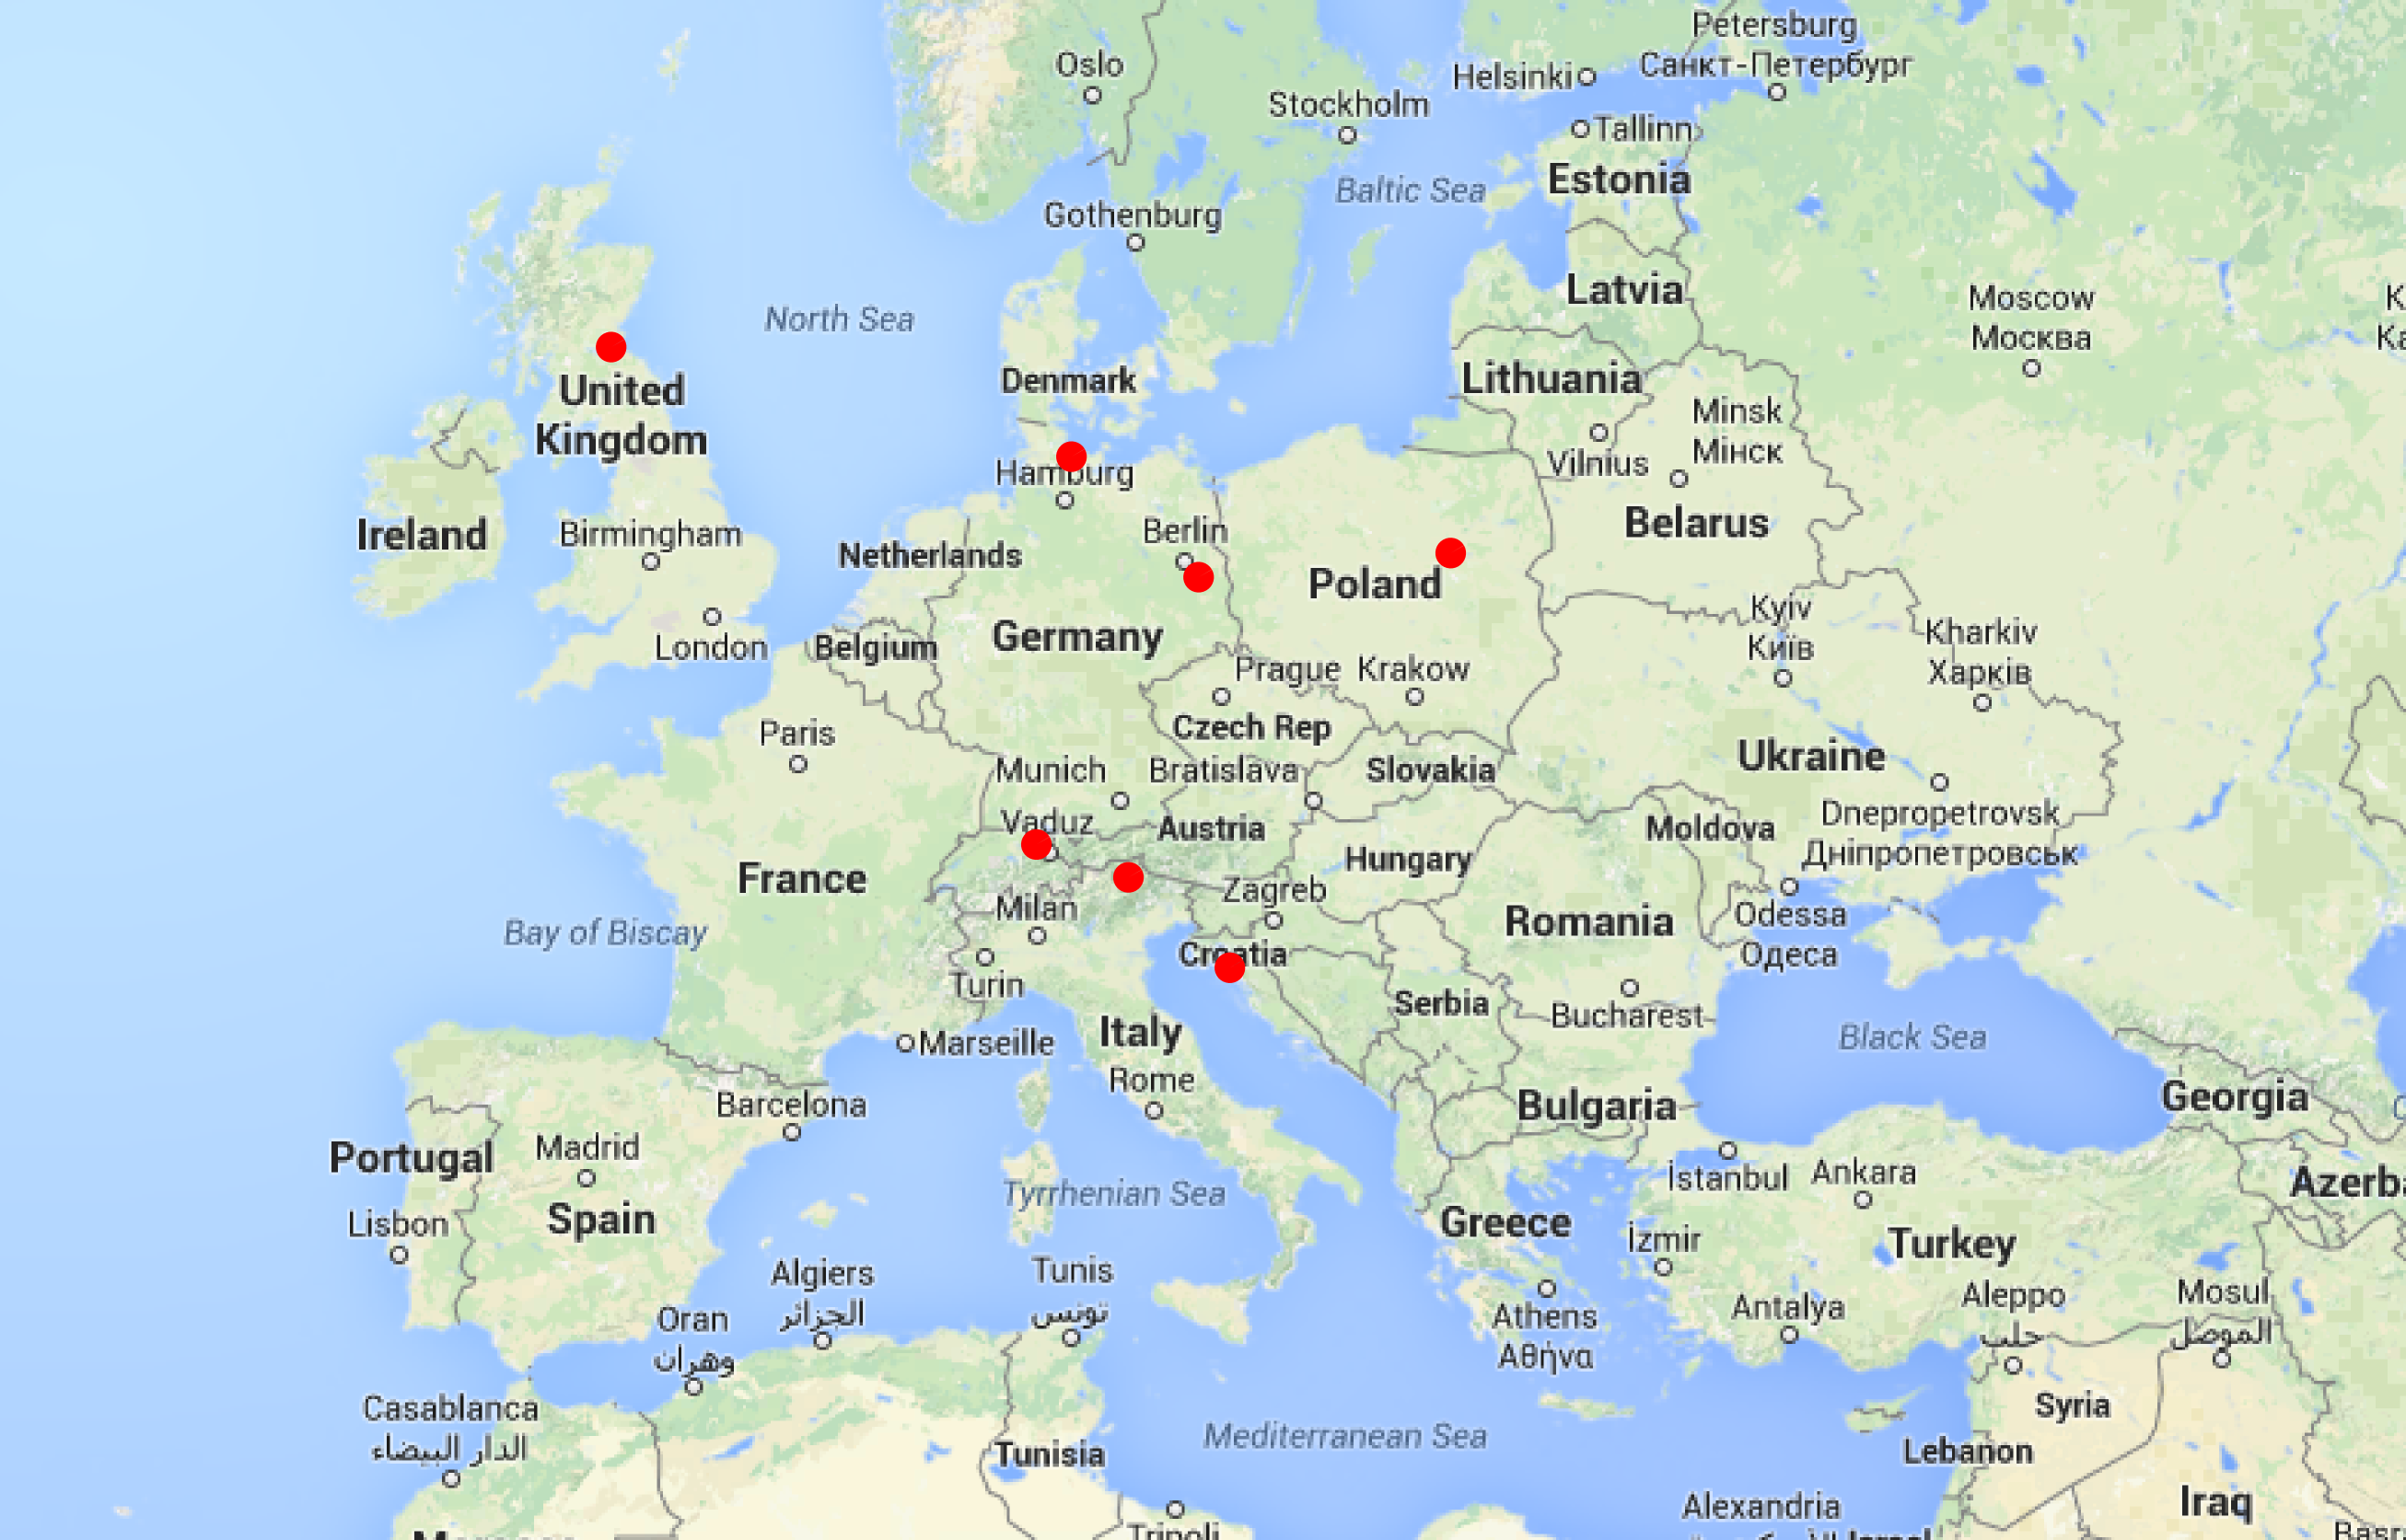 Petersburg
Санкт-Петербург
Oslo
Helsinki
Stockholm
Tallinn
Estonia
Baltic Sea
Gothenburg
Latvia
Moscow
Москва
North Sea
Denmark
Lithuania
United
Kingdom
Minsk
Мінск
Vilnius
Hamburg
Ireland
Birmingham
Berlin
Netherlands
Belarus
Poland
London
Belgium
Germany
Kyiv
Київ
Kharkiv
Харків
Prague
Krakow
Czech Rep
Paris
Munich
Bratislava
Slovakia
Ukraine
Vaduz
Austria
Moldova
Dnepropetrovsk
Дніпропетровськ
France
Hungary
Zagreb
Milan
Romania
Odessa
Одеса
Bay of Biscay
Croatia
Turin
Serbia
Bucharest
Marseille
Italy
Black Sea
Rome
Barcelona
Bulgaria
Georgia
Portugal
Madrid
Spain
Tyrrhenian Sea
İstanbul
Ankara
Azerb
Lisbon
Greece
İzmir
Turkey
Algiers
الجزائر
Tunis
تونس
Oran
وهران
Athens
Αθήνα
Antalya
Aleppo
حلب
Mosul
الموصل
Casablanca
الدار البيضاء
Tunisia
Mediterranean Sea
Syria
Lebanon
Alexandria
Iraq
Tripoli